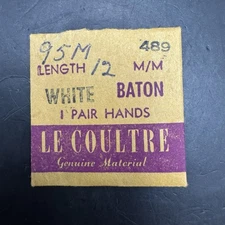 95M 489
LENGTH 12 M/M
WHITE BATON
1 PAIR HANDS
LE COULTRE
Genuine Material